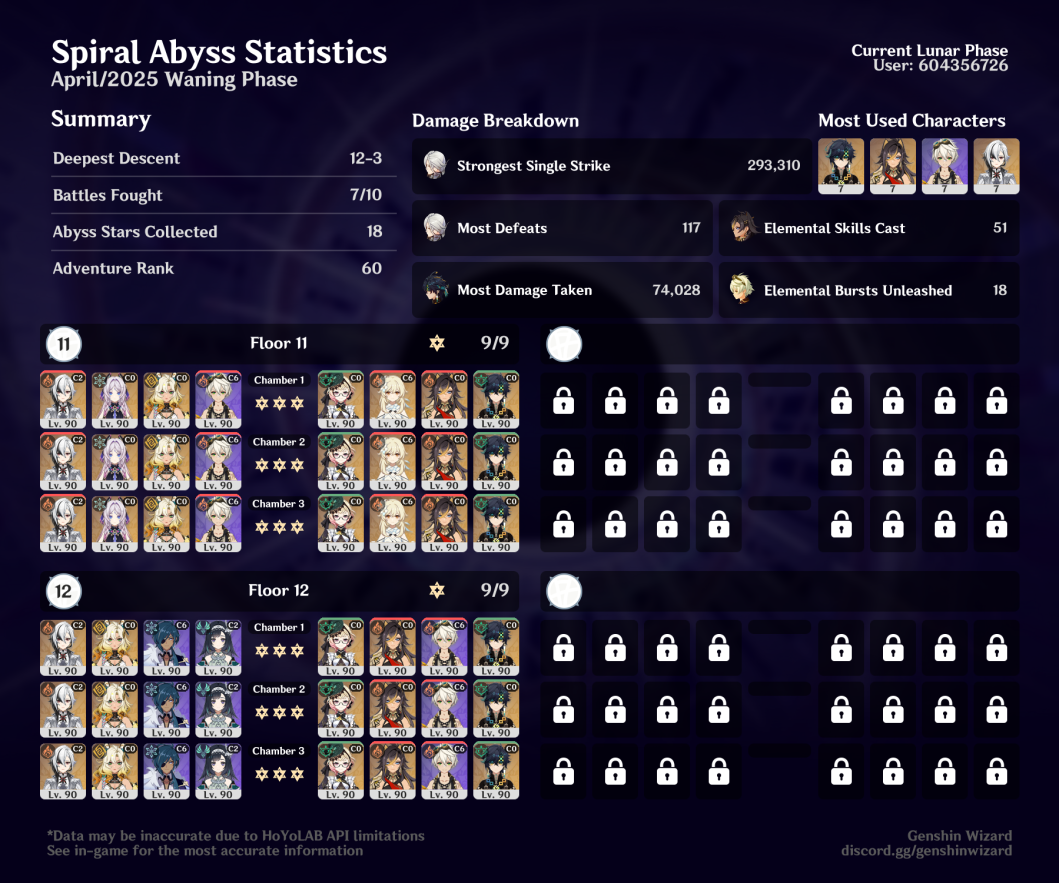 Spiral Abyss Statistics
April/2025 Waning Phase
Current Lunar Phase
User: 604356726
Summary
Deepest Descent 12-3
Battles Fought 7/10
Abyss Stars Collected 18
Adventure Rank 60
Damage Breakdown
Strongest Single Strike 293,310
Most Defeats 117
Elemental Skills Cast 51
Most Damage Taken 74,028
Elemental Bursts Unleashed 18
Most Used Characters
7 7 7 7
11 Floor 11 9/9
C2 C0 C0 C6 Chamber 1 C0 C6 C0 C0
Lv. 90 Lv. 90 Lv. 90 Lv. 90 Lv. 90 Lv. 90 Lv. 90 Lv. 90
C2 C0 C0 C6 Chamber 2 C0 C6 C0 C0
Lv. 90 Lv. 90 Lv. 90 Lv. 90 Lv. 90 Lv. 90 Lv. 90 Lv. 90
C2 C0 C0 C6 Chamber 3 C0 C6 C0 C0
Lv. 90 Lv. 90 Lv. 90 Lv. 90 Lv. 90 Lv. 90 Lv. 90 Lv. 90
12 Floor 12 9/9
C2 C0 C6 C2 Chamber 1 C0 C0 C6 C0
Lv. 90 Lv. 90 Lv. 90 Lv. 90 Lv. 90 Lv. 90 Lv. 90 Lv. 90
C2 C0 C6 C2 Chamber 2 C0 C0 C6 C0
Lv. 90 Lv. 90 Lv. 90 Lv. 90 Lv. 90 Lv. 90 Lv. 90 Lv. 90
C2 C0 C6 C2 Chamber 3 C0 C0 C6 C0
Lv. 90 Lv. 90 Lv. 90 Lv. 90 Lv. 90 Lv. 90 Lv. 90 Lv. 90
*Data may be inaccurate due to HoYoLAB API limitations
See in-game for the most accurate information
Genshin Wizard
discord.gg/genshinwizard